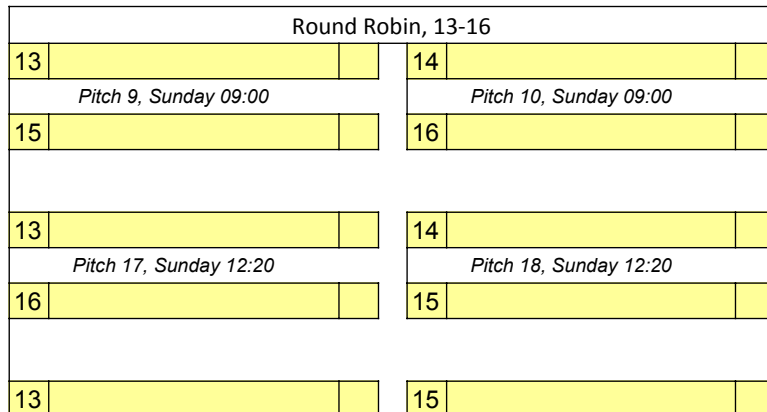 Round Robin, 13-16
13 14
Pitch 9, Sunday 09:00 Pitch 10, Sunday 09:00
15 16
13 14
Pitch 17, Sunday 12:20 Pitch 18, Sunday 12:20
16 15
13 15